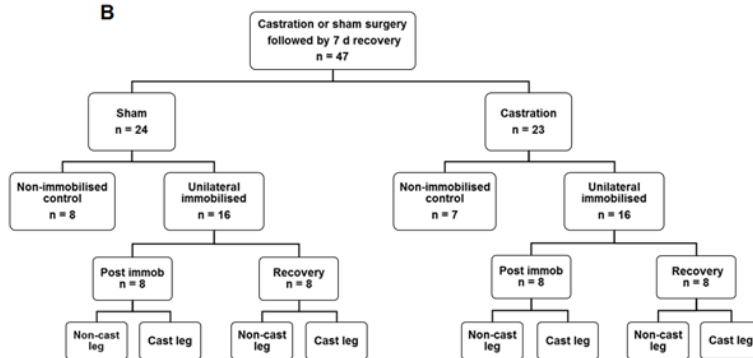 B
Castration or sham surgery
followed by 7 d recovery
n = 47
Sham
n = 24
Castration
n = 23
Non-immobilised
control
n = 8
Unilateral
immobilised
n = 16
Non-immobilised
control
n = 7
Unilateral
immobilised
n = 16
Post immob
n = 8
Recovery
n = 8
Post immob
n = 8
Recovery
n = 8
Non-cast
leg
Cast leg
Non-cast
leg
Cast leg
Non-cast
leg
Cast leg
Non-cast
leg
Cast leg